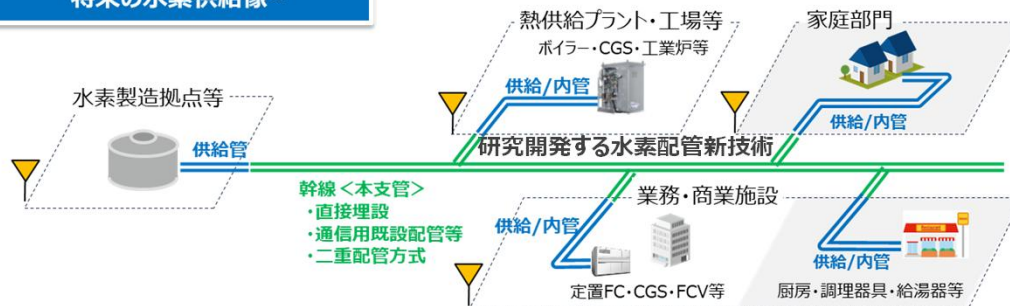 将来の水素供給像
熱供給プラント・工場等
ボイラー・CGS・工業炉等
供給/内管
家庭部門
供給/内管
水素製造拠点等
供給管
研究開発する水素配管新技術
幹線<本支管>
・直接埋設
・通信用既設配管等
・二重配管方式
業務・商業施設
供給/内管
定置FC・CGS・FCV等
供給/内管
厨房・調理器具・給湯器等